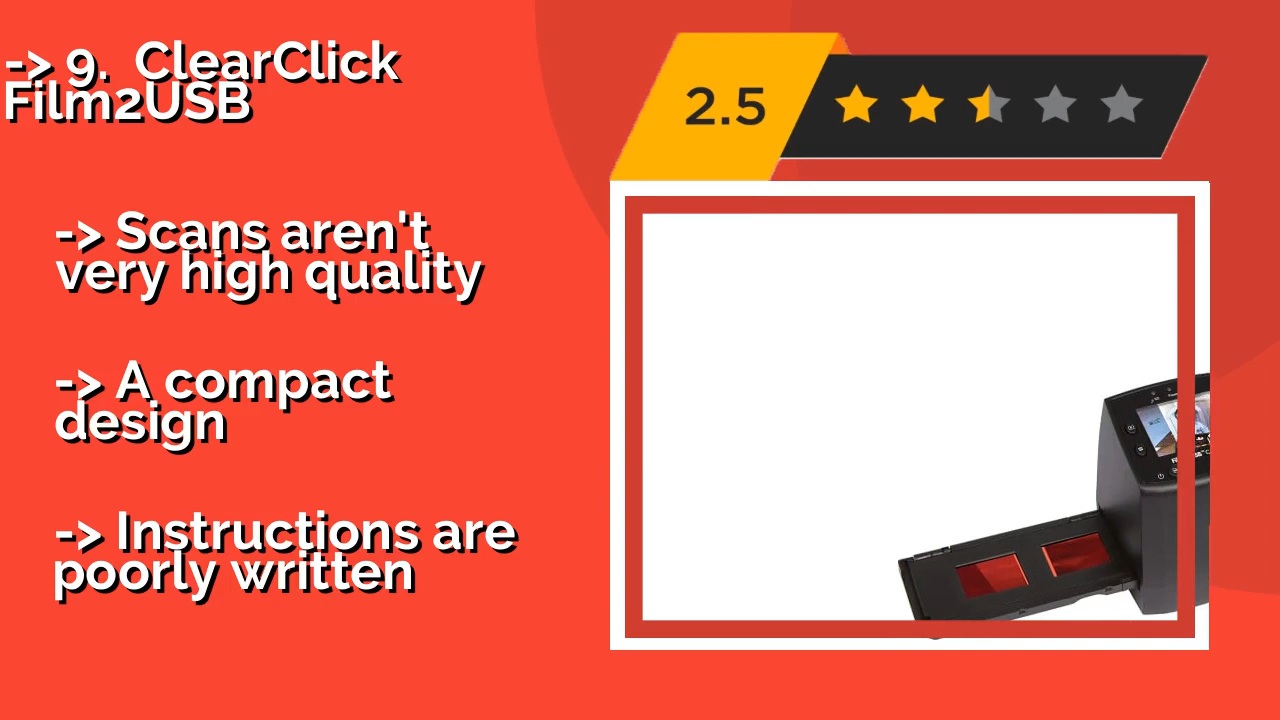 -> 9.  ClearClick
Film2USB
2.5
-> Scans aren't
very high quality
-> A compact
design
-> Instructions are
poorly written